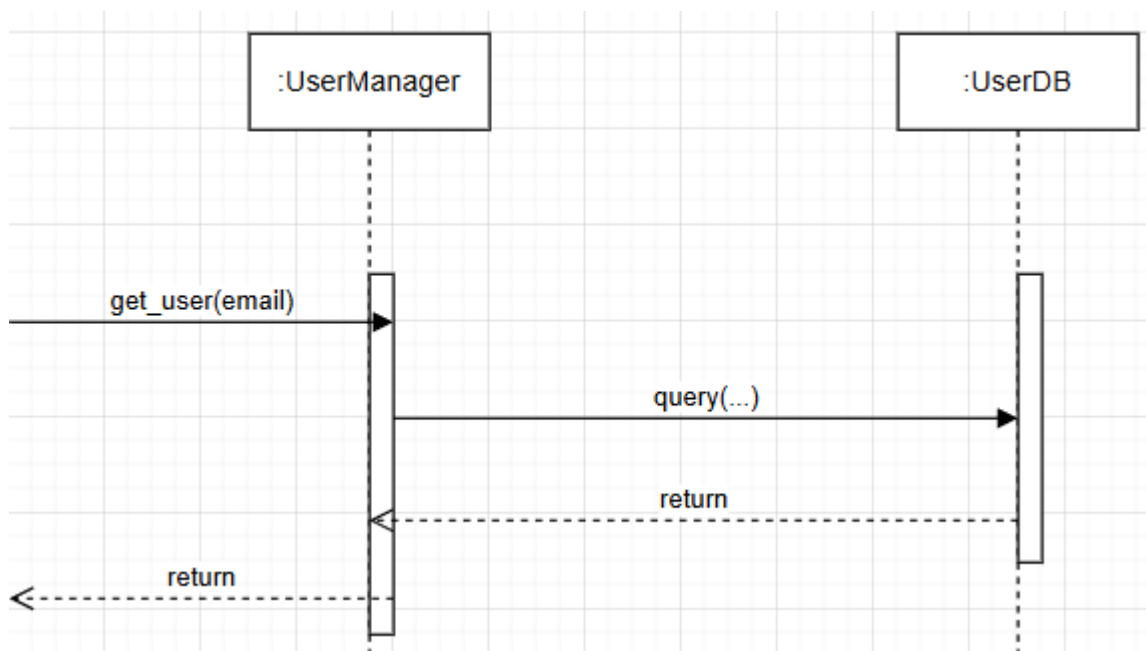 :UserManager
:UserDB
get_user(email)
query(...)
return
return